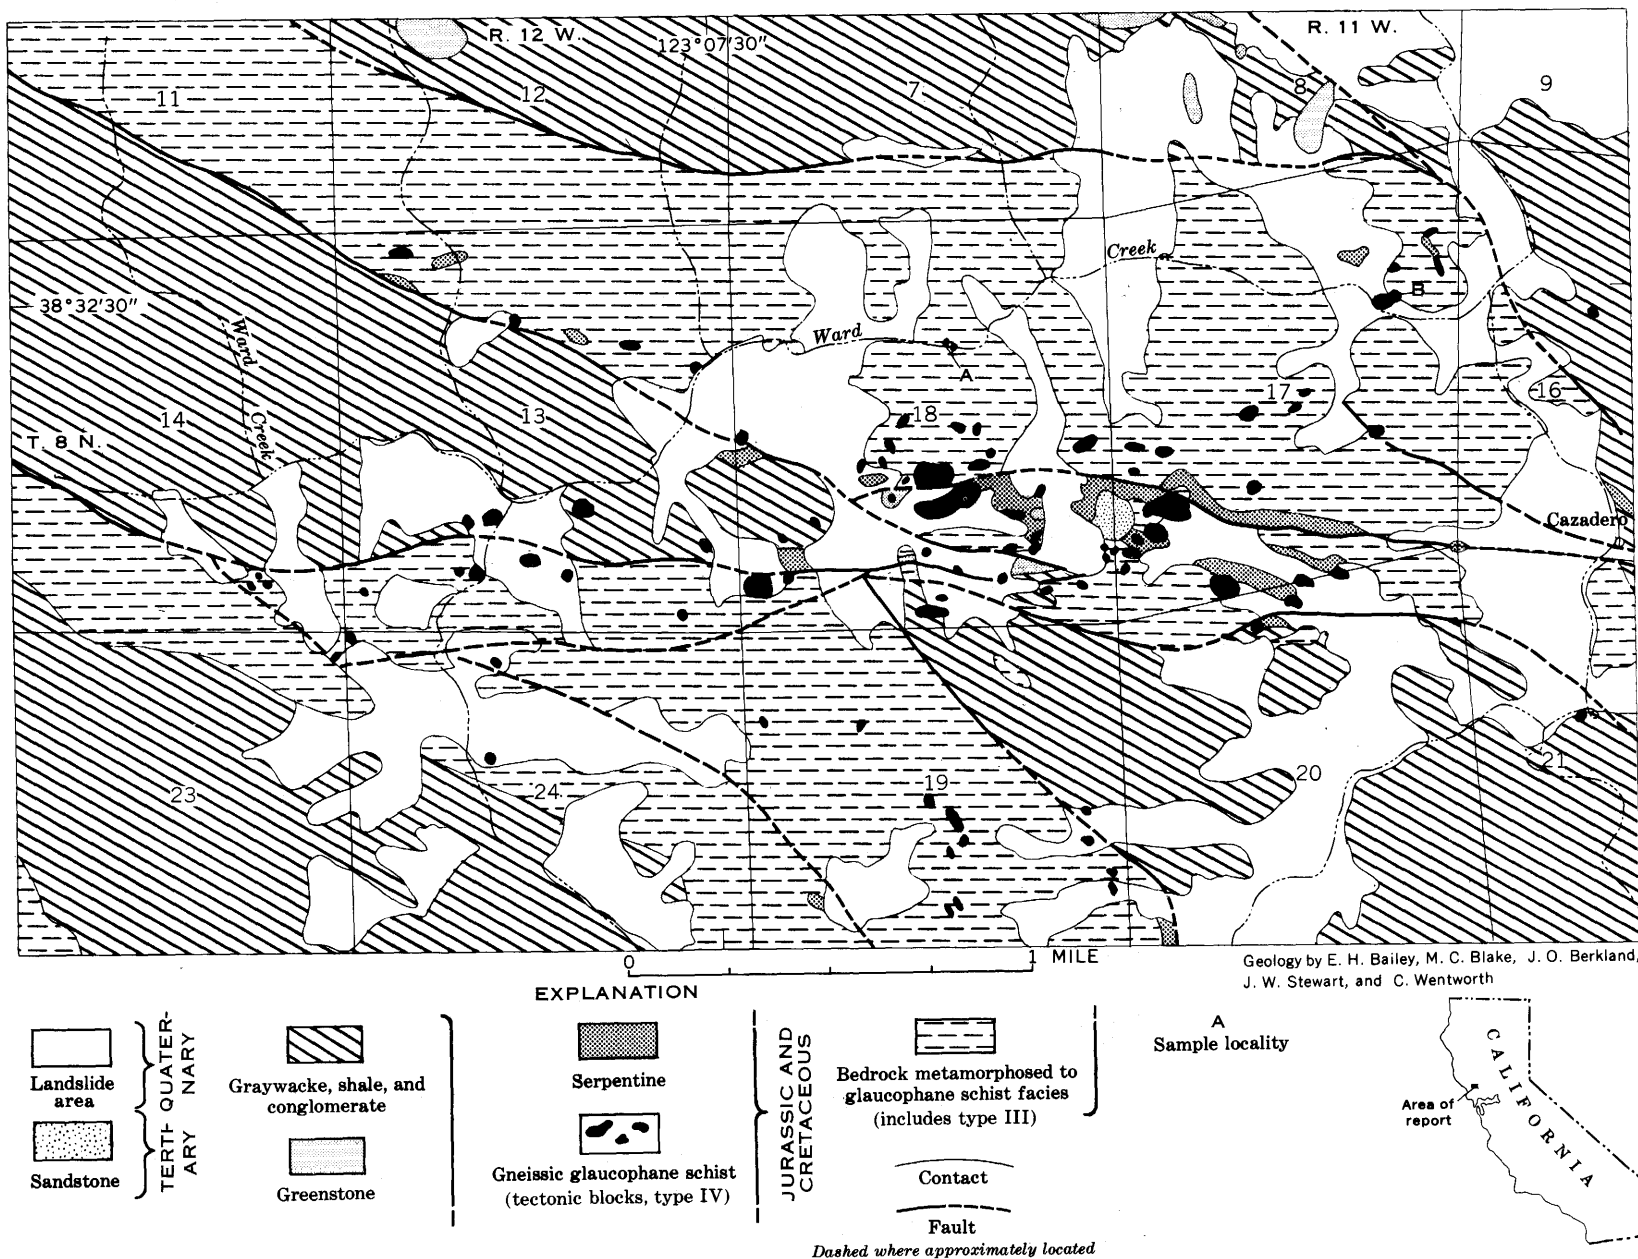 R. 12 W.
123°07'30"
R. 11 W.
11
12
7
8
9
Creek
B
38°32'30"
Ward
Creek
Ward
A
14
13
18
17
16
T. 8 N.
Cazadero
23
24
19
20
21
0
1 MILE
Geology by E. H. Bailey, M. C. Blake, J. O. Berkland,
J. W. Stewart, and C. Wentworth
EXPLANATION
Landslide
area
QUATER-
NARY
Sandstone
TERTI-
ARY
Graywacke, shale, and
conglomerate
Greenstone
Serpentine
Gneissic glaucophane schist
(tectonic blocks, type IV)
JURASSIC AND
CRETACEOUS
Bedrock metamorphosed to
glaucophane schist facies
(includes type III)
Contact
Fault
Dashed where approximately located
A
Sample locality
CALIFORNIA
Area of
report